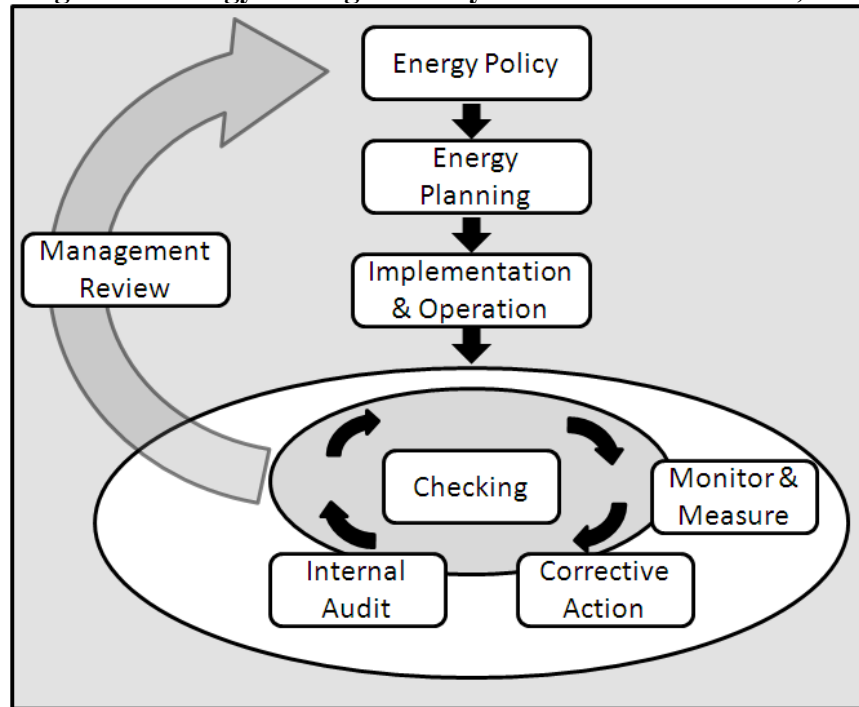 Energy Policy
Energy
Planning
Management
Review
Implementation
& Operation
Checking
Monitor &
Measure
Internal
Audit
Corrective
Action